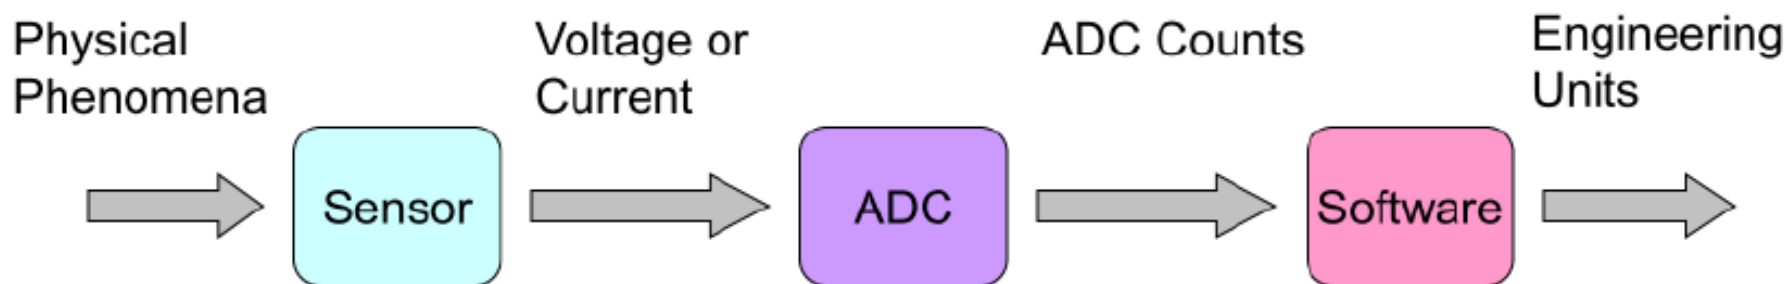 Physical
Phenomena
Voltage or
Current
ADC Counts
Engineering
Units
Sensor
ADC
Software